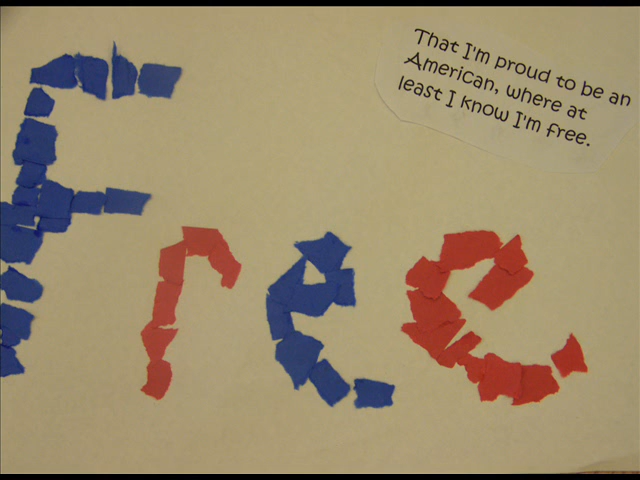 That I'm proud to be an
American, where at
least I know I'm free.
Free